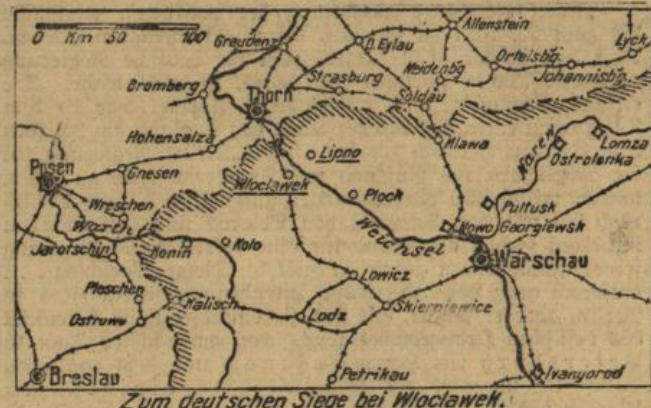 0 Km 50 100
Allenstein
Graudenz
D. Eylau
Ortelsbg.
Lyck
Neidenbg
Johannisbg.
Bromberg
Strasburg
Soldau
Thorn
Hohensalza
Mlawa
Narew
Lomza
Ostrolenka
Lipno
Posen
Gnesen
Wloclawek
Plock
Pultusk
Wreschen
Warth
Weichsel
Nowo Georgiewsk
Jarotschin
Konin
Kolo
Warschau
Lowicz
Pleschen
Kalisch
Skierniewice
Ostrowo
Lodz
Breslau
Petrikau
Ivangorod
Zum deutschen Siege bei Wloclawek.